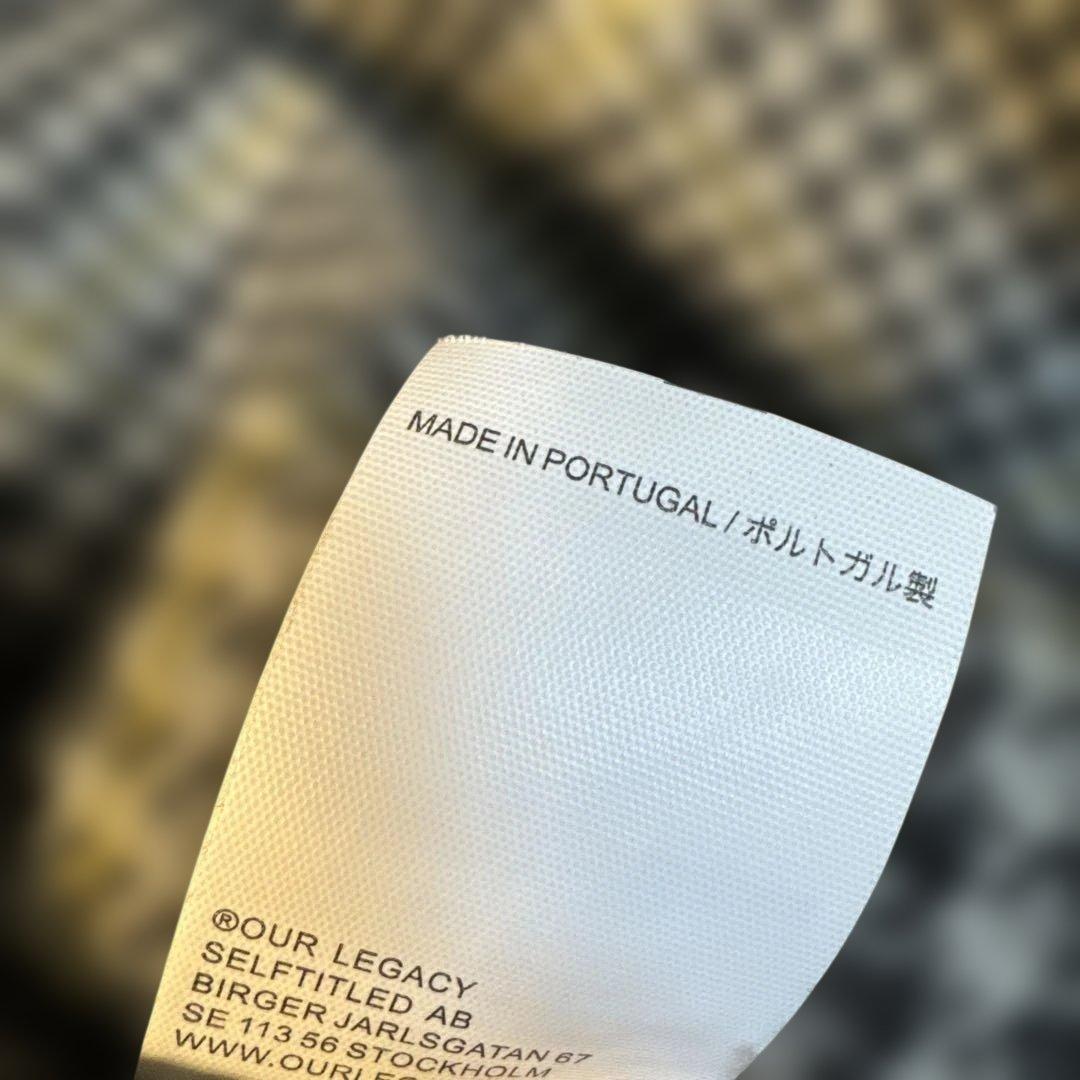 MADE IN PORTUGAL / ポルトガル製
®OUR LEGACY
SELFTITLED AB
BIRGER JARLSGATAN 67
SE 113 56 STOCKHOLM